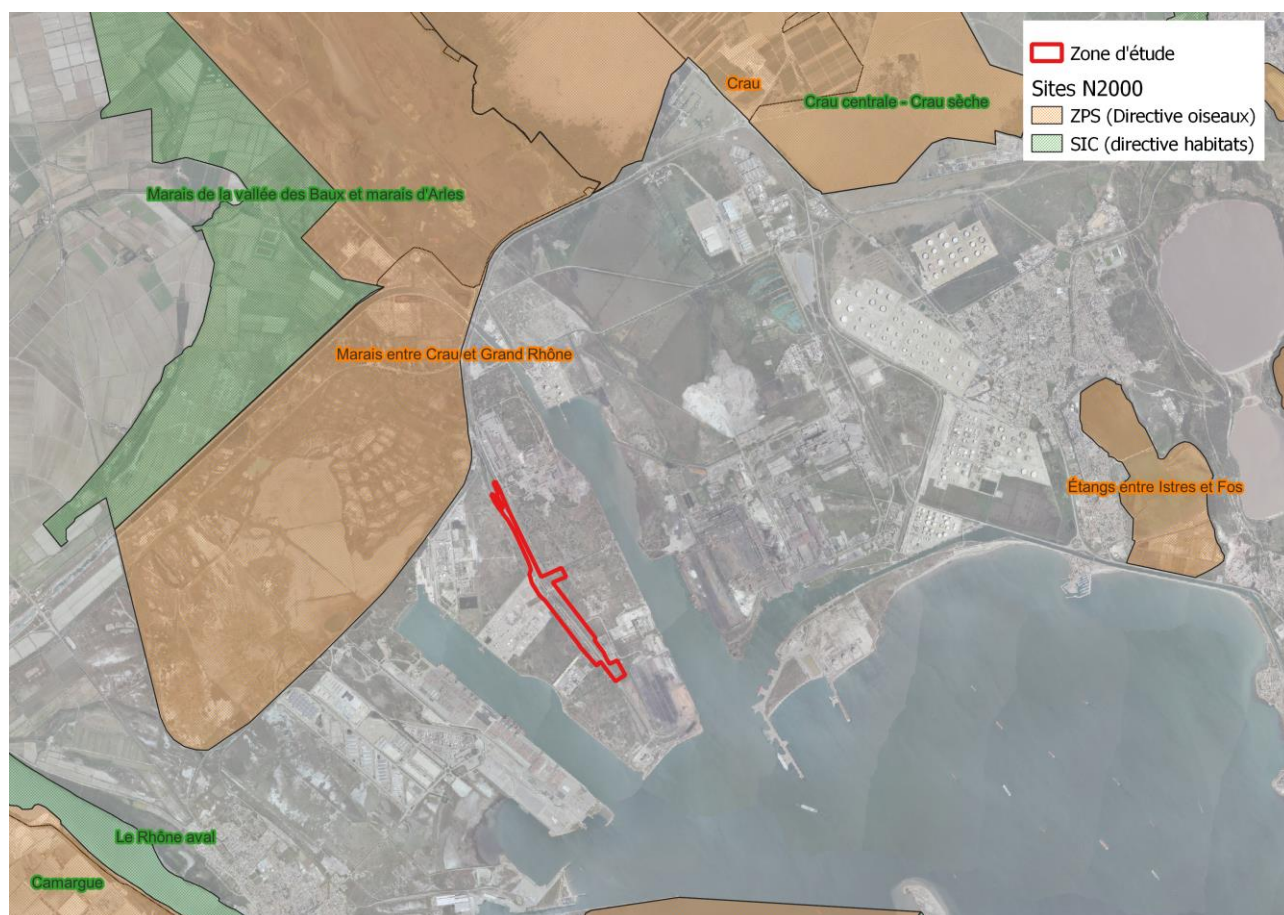 Zone d'étude
Sites N2000
ZPS (Directive oiseaux)
SIC (directive habitats)
Crau
Crau centrale - Crau sèche
Marais de la vallée des Baux et marais d'Arles
Marais entre Crau et Grand Rhône
Étangs entre Istres et Fos
Le Rhône aval
Camargue